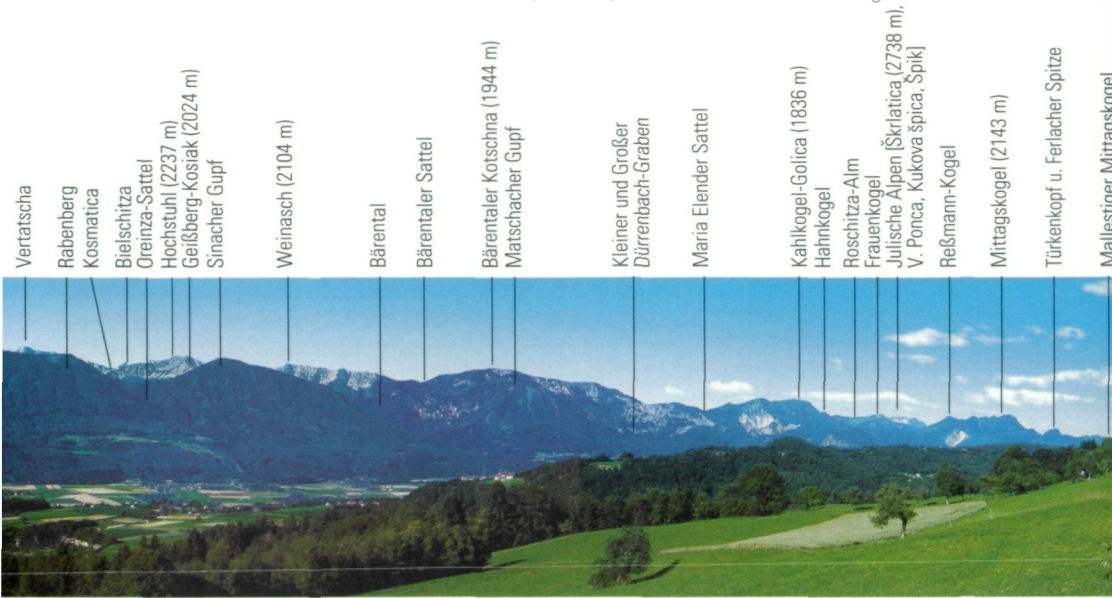 Vertatscha
Rabenberg
Kosmatica
Bielschitza
Oreinza-Sattel
Hochstuhl (2237 m)
Geißberg-Kosiak (2024 m)
Sinacher Gupf
Weinasch (2104 m)
Bärental
Bärentaler Sattel
Bärentaler Kotschna (1944 m)
Matschacher Gupf
Kleiner und Großer
Dürrenbach-Graben
Maria Elender Sattel
Kahlkogel-Golica (1836 m)
Hahnkogel
Roschitza-Alm
Frauenkogel
Julische Alpen [Škrlatica (2738 m),
V. Ponca, Kukova špica, Špik]
Reßmann-Kogel
Mittagskogel (2143 m)
Türkenkopf u. Ferlacher Spitze
Mallestiger Mittagskogel